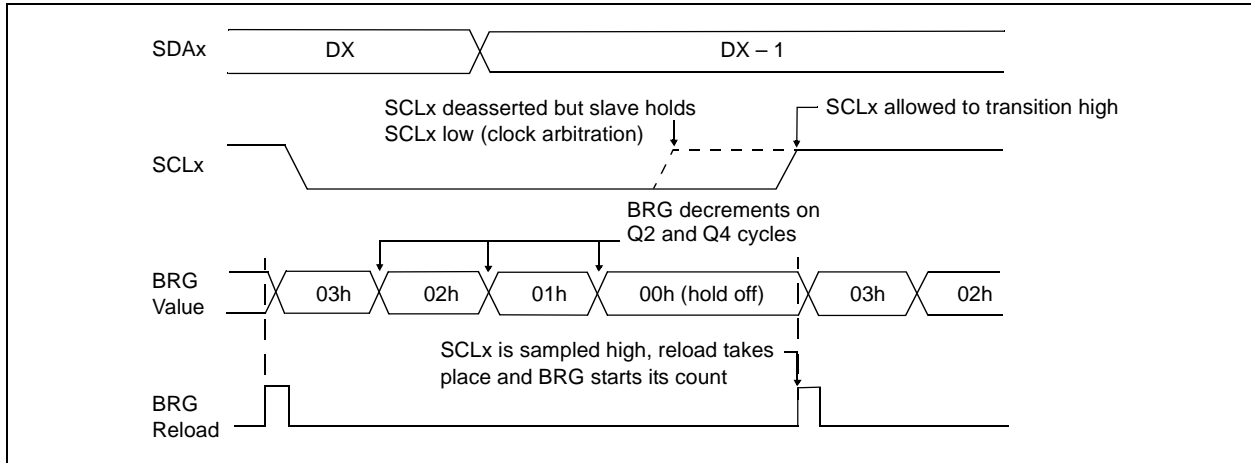 SDAx
DX
DX – 1
SCLx deasserted but slave holds
SCLx low (clock arbitration)
SCLx allowed to transition high
SCLx
BRG decrements on
Q2 and Q4 cycles
BRG
Value
03h
02h
01h
00h (hold off)
03h
02h
SCLx is sampled high, reload takes
place and BRG starts its count
BRG
Reload